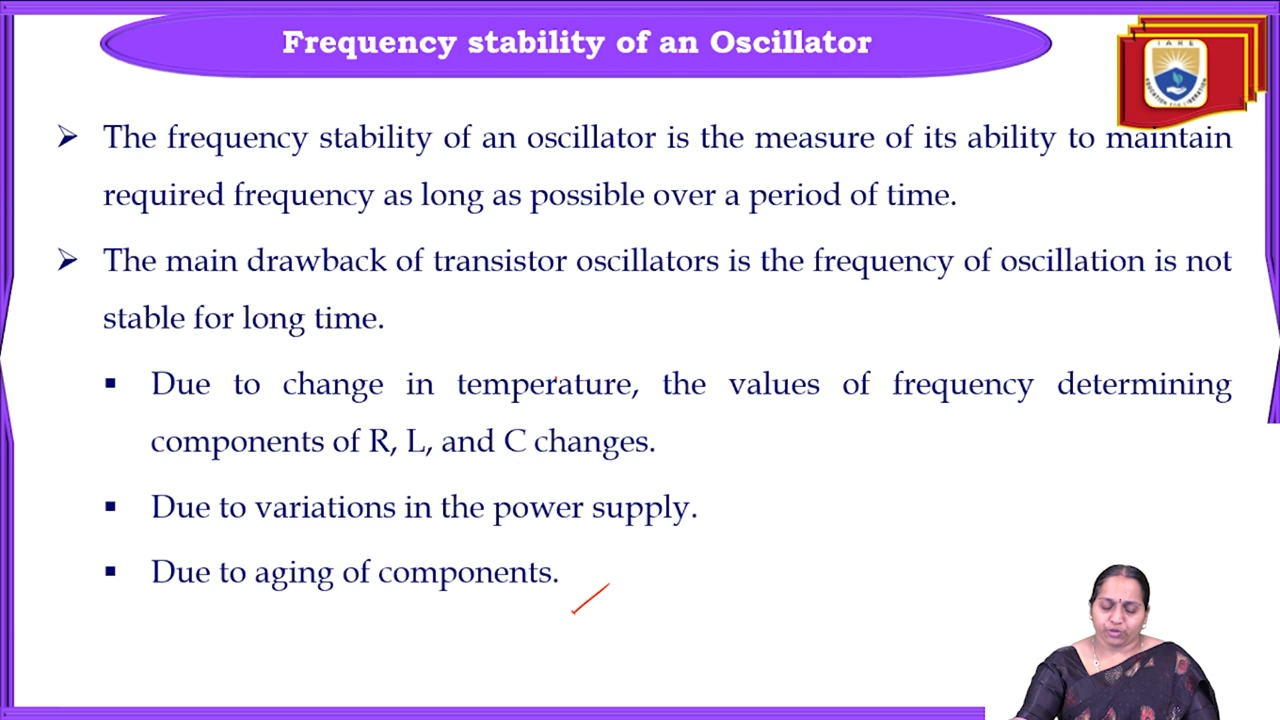 Frequency stability of an Oscillator
I A R E
EDUCATION FOR LIBERATION
➢ The frequency stability of an oscillator is the measure of its ability to maintain
required frequency as long as possible over a period of time.
➢ The main drawback of transistor oscillators is the frequency of oscillation is not
stable for long time.
▪ Due to change in temperature, the values of frequency determining
components of R, L, and C changes.
▪ Due to variations in the power supply.
▪ Due to aging of components.